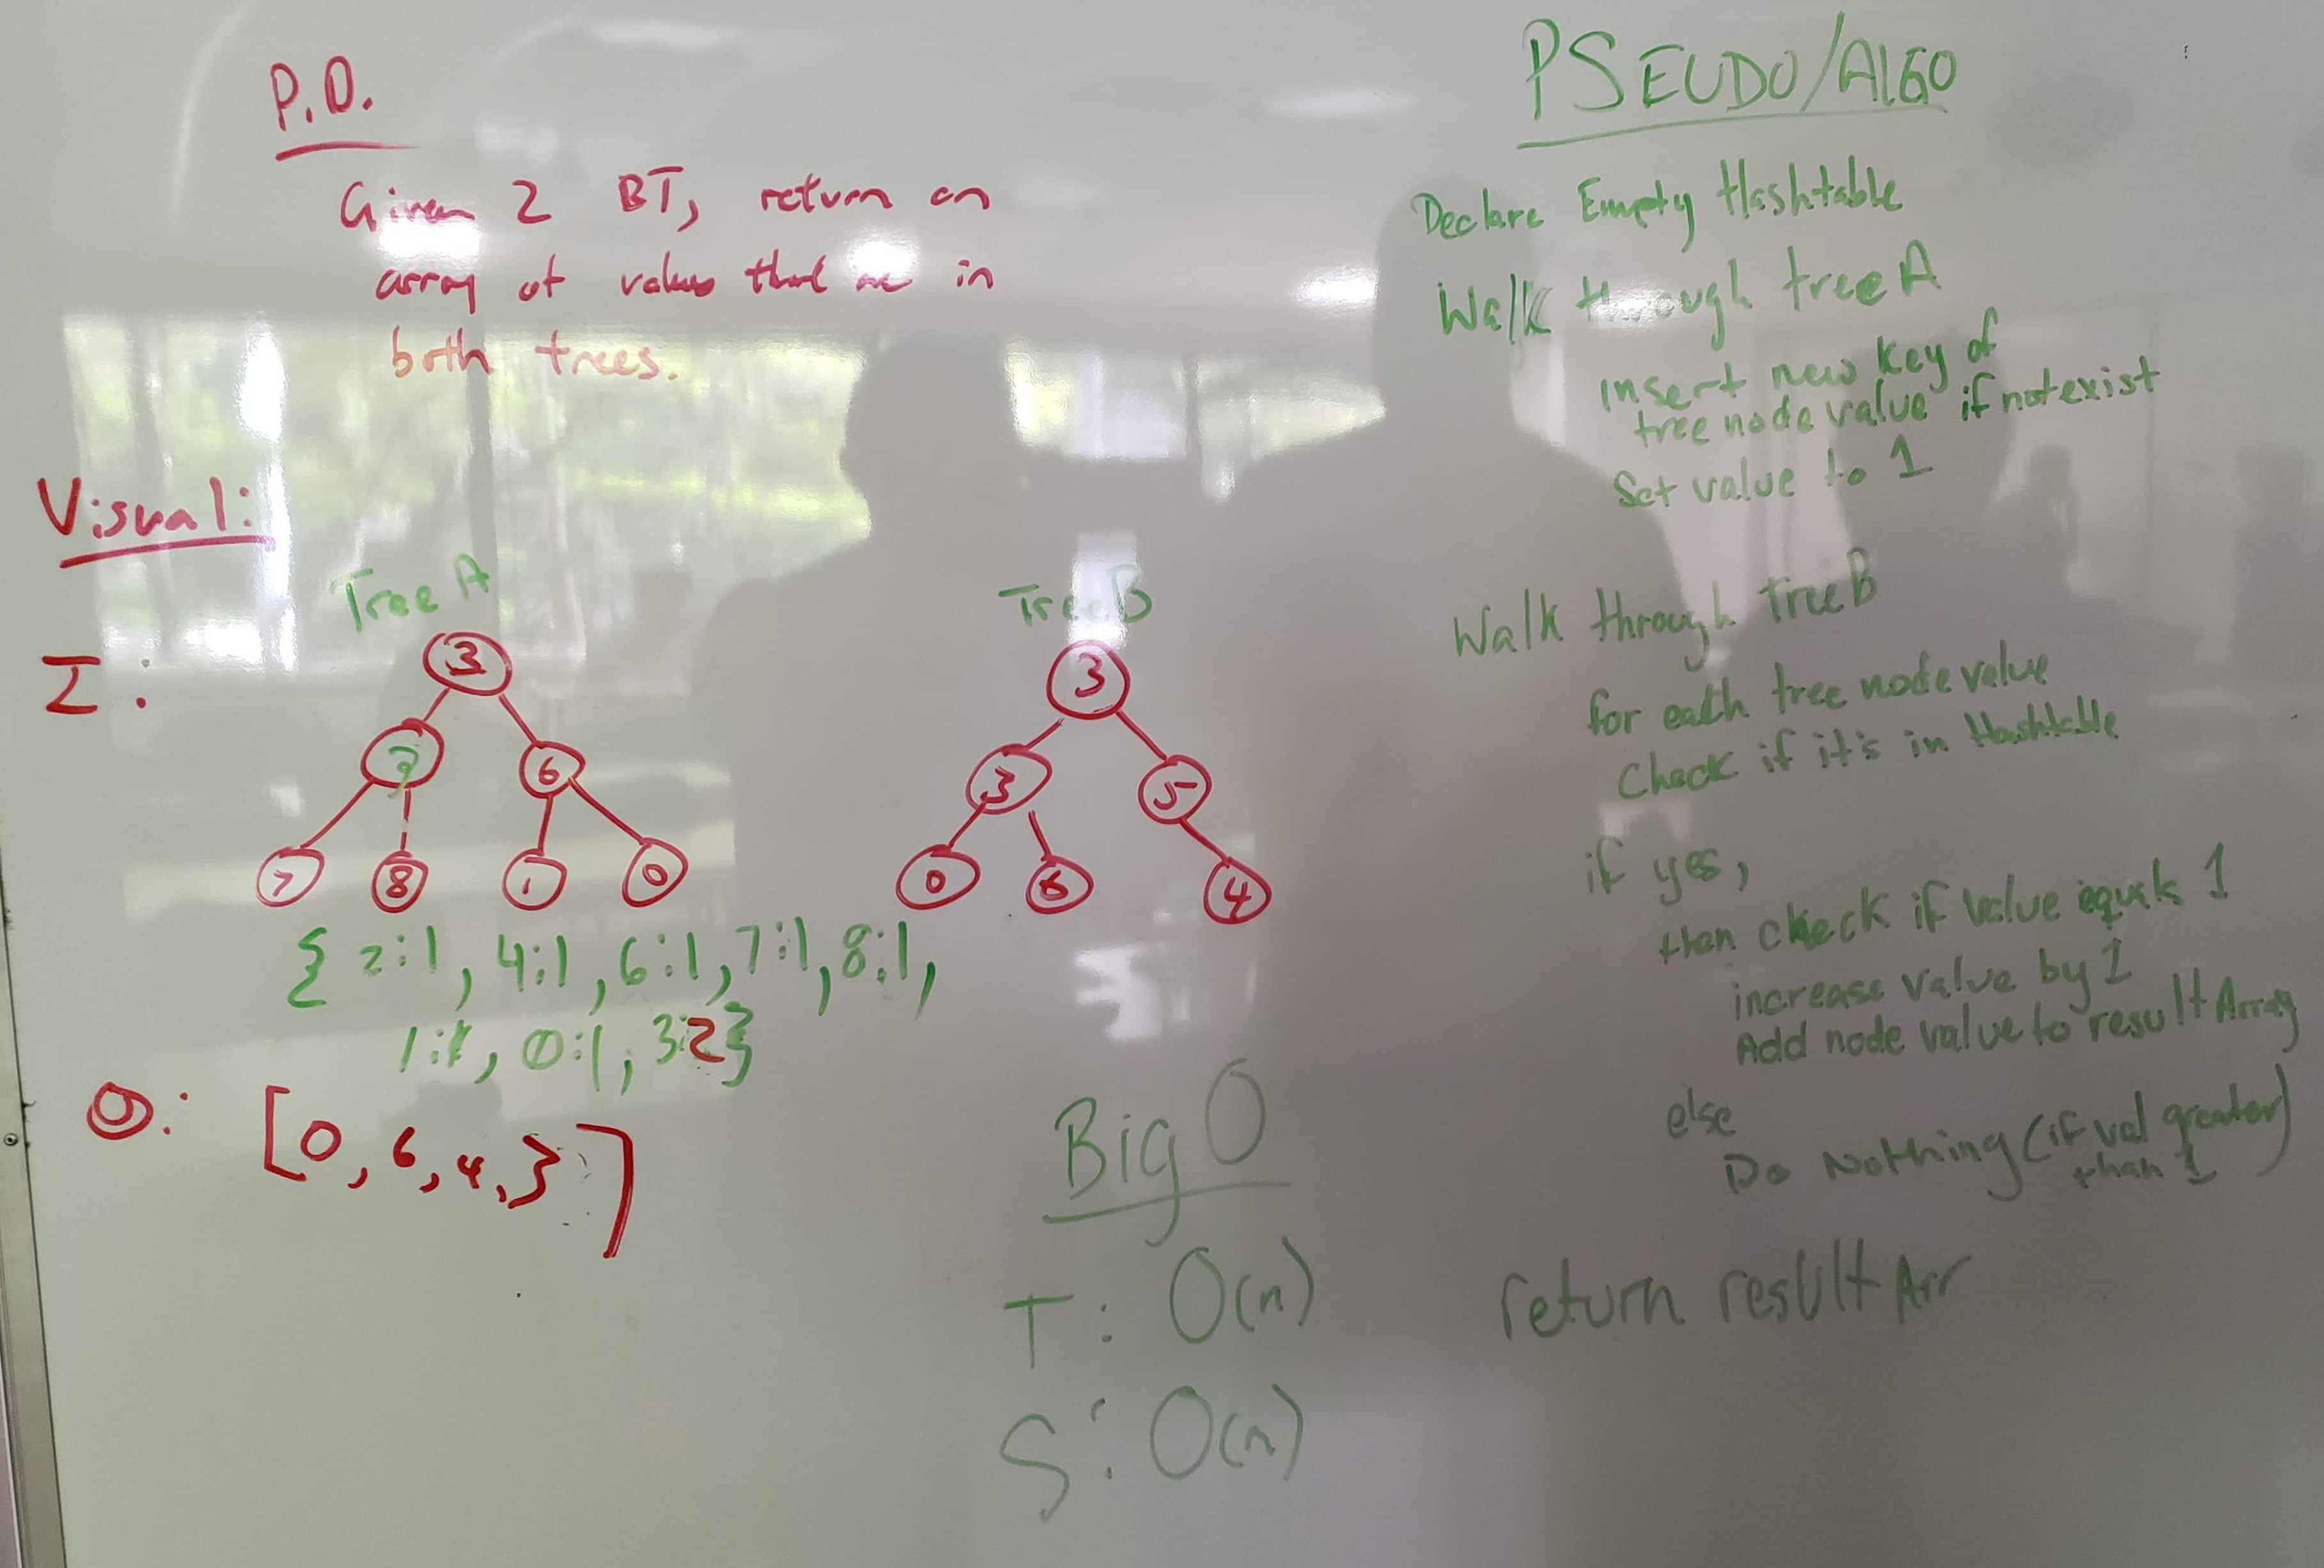 P.D.
Given 2 BT, return an
array of values that are in
both trees.
Visual:
I:
Tree A
3
6
7 8 1 0
Tree B
3
3 5
0 6 4
{ 2:1, 4:1, 6:1, 7:1, 8:1,
1:1, 0:1, 3:2}
O: [0, 6, 4, }]
Big O
T: O(n)
S: O(n)
PSEUDO/ALGO
Declare Empty Hashtable
Walk through tree A
Insert new key of
tree node value if not exist
Set value to 1
Walk through tree B
for each tree node value
Check if it's in Hashtable
if yes,
then check if value equals 1
increase value by 1
Add node value to result Array
else
Do Nothing (if val greater
than 1)
return result Arr